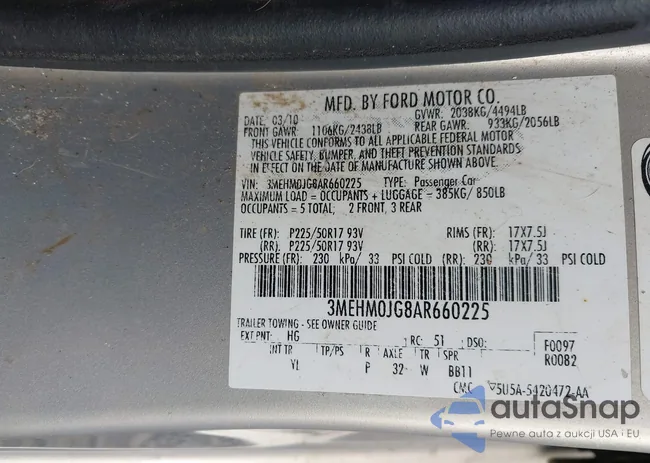 MFD. BY FORD MOTOR CO.
DATE: 03/10 GVWR: 2038KG/4494LB
FRONT GAWR: 1106KG/2438LB REAR GAWR: 933KG/2056LB
THIS VEHICLE CONFORMS TO ALL APPLICABLE FEDERAL MOTOR
VEHICLE SAFETY, BUMPER, AND THEFT PREVENTION STANDARDS
IN EFFECT ON THE DATE OF MANUFACTURE SHOWN ABOVE.
VIN: 3MEHM0JG8AR660225 TYPE: Passenger Car
MAXIMUM LOAD = OCCUPANTS + LUGGAGE = 385KG/ 850LB
OCCUPANTS = 5 TOTAL, 2 FRONT, 3 REAR
TIRE (FR): P225/50R17 93V RIMS (FR): 17X7.5J
(RR): P225/50R17 93V (RR): 17X7.5J
PRESSURE (FR): 230 kPa/ 33 PSI COLD (RR): 230 kPa/ 33 PSI COLD
3MEHM0JG8AR660225
TRAILER TOWING - SEE OWNER GUIDE
EXT PNT: HG RC: 51 DSO: F0097
INT TR TP/PS R AXLE TR SPR R0082
YL P 32 W BB11
CMC 5U5A-5420472-AA
autoSnap
Pewne auto z aukcji USA i EU